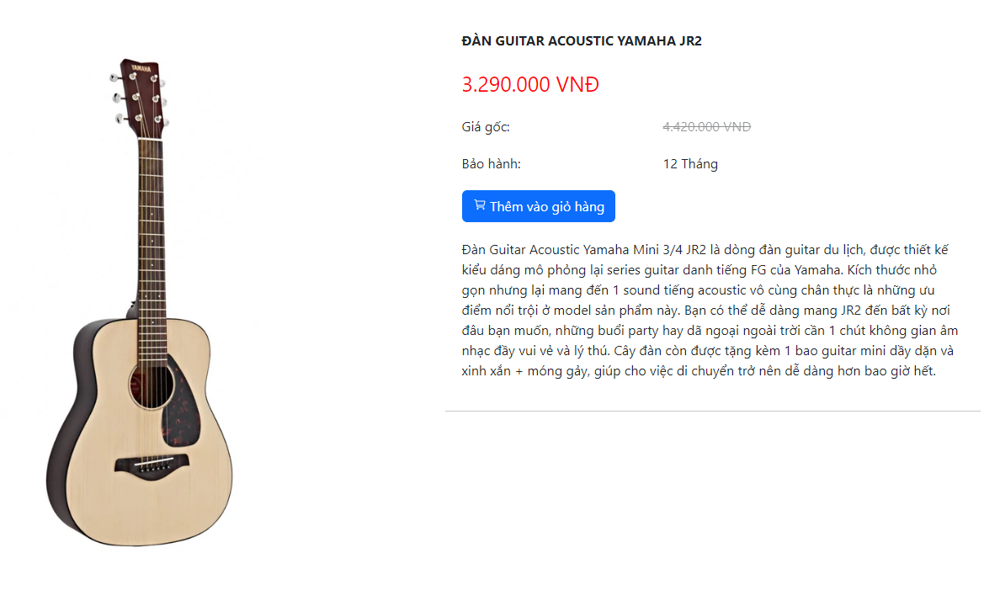 YAMAHA
ĐÀN GUITAR ACOUSTIC YAMAHA JR2
3.290.000 VNĐ
Giá gốc: 4.420.000 VNĐ
Bảo hành: 12 Tháng
Thêm vào giỏ hàng
Đàn Guitar Acoustic Yamaha Mini 3/4 JR2 là dòng đàn guitar du lịch, được thiết kế
kiểu dáng mô phỏng lại series guitar danh tiếng FG của Yamaha. Kích thước nhỏ
gọn nhưng lại mang đến 1 sound tiếng acoustic vô cùng chân thực là những ưu
điểm nổi trội ở model sản phẩm này. Bạn có thể dễ dàng mang JR2 đến bất kỳ nơi
đâu bạn muốn, những buổi party hay dã ngoại ngoài trời cần 1 chút không gian âm
nhạc đầy vui vẻ và lý thú. Cây đàn còn được tặng kèm 1 bao guitar mini dầy dặn và
xinh xắn + móng gảy, giúp cho việc di chuyển trở nên dễ dàng hơn bao giờ hết.